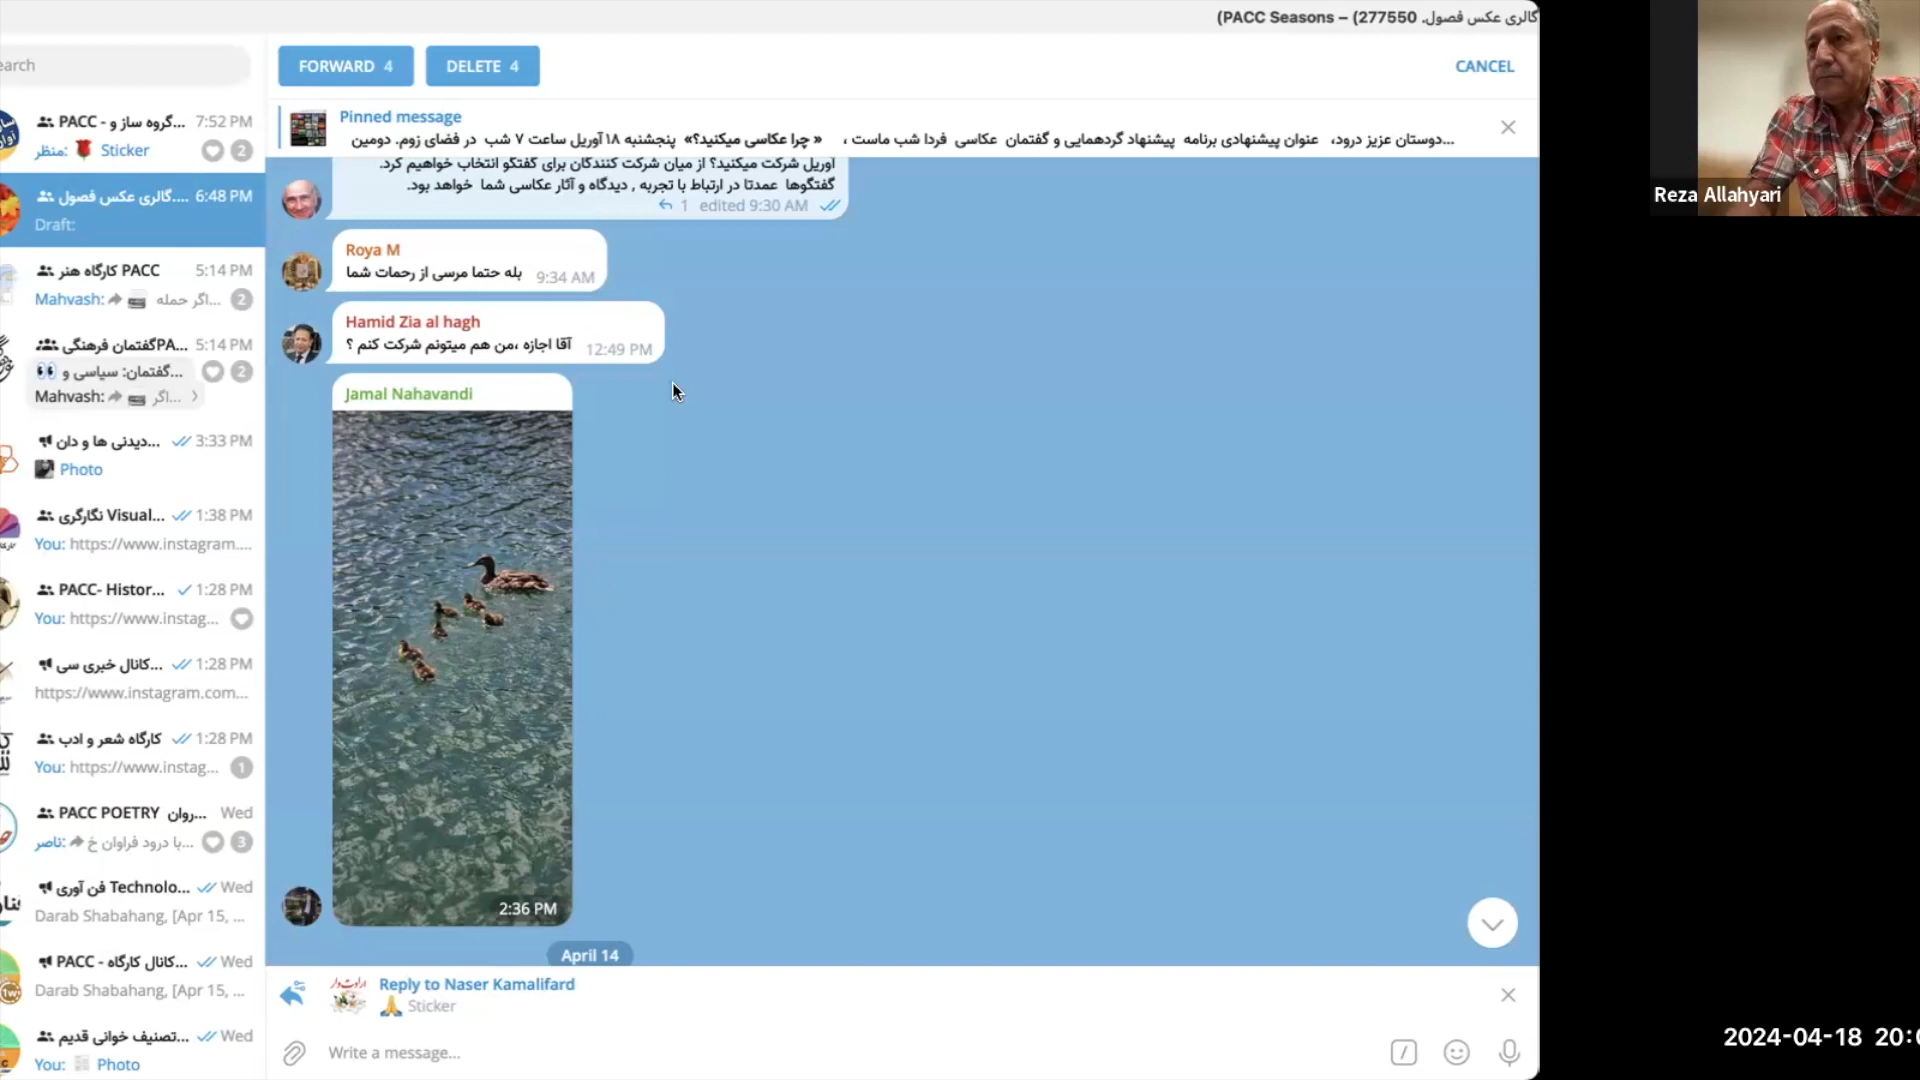 گالری عکس فصول. PACC Seasons – (277550)
earch
FORWARD 4
DELETE 4
CANCEL
Pinned message
دوستان عزیز درود، عنوان پیشنهادی برنامه پیشنهاد گردهمایی و گفتمان عکاسی فردا شب ماست ، « چرا عکاسی میکنید؟» پنجشنبه ۱۸ آوریل ساعت ۷ شب در فضای زوم. دومین...
آوریل شرکت میکنید؟ از میان شرکت کنندگان برای گفتگو انتخاب خواهیم کرد.
گفتگوها عمدتا در ارتباط با تجربه , دیدگاه و آثار عکاسی شما خواهد بود.
1 edited 9:30 AM
Roya M
بله حتما مرسی از رحمات شما 9:34 AM
Hamid Zia al hagh
آقا اجازه ،من هم میتونم شرکت کنم ؟ 12:49 PM
Jamal Nahavandi
2:36 PM
April 14
Reply to Naser Kamalifard
🙏 Sticker
Write a message...
PACC - گروه ساز و... 7:52 PM
منظر: 🌹 Sticker 2
گالری عکس فصول.... 6:48 PM
Draft:
کارگاه هنر PACC 5:14 PM
Mahvash: اگر حمله... 2
گفتمان فرهنگیPA... 5:14 PM
👀 گفتمان: سیاسی و... 2
Mahvash: اگر...
دیدنی ها و دان... 3:33 PM
Photo
نگارگری Visual... 1:38 PM
You: https://www.instagram....
PACC- Histor... 1:28 PM
You: https://www.instag...
کانال خبری سی... 1:28 PM
https://www.instagram.com...
کارگاه شعر و ادب 1:28 PM
You: https://www.instag... 1
PACC POETRY روان... Wed
ناصر: با درود فراوان خ... 3
فن آوری Technolo... Wed
Darab Shabahang, [Apr 15, ...
PACC - کانال کارگاه... Wed
Darab Shabahang, [Apr 15, ...
تصنیف خوانی قدیم... Wed
You: Photo
Reza Allahyari
2024-04-18 20:0